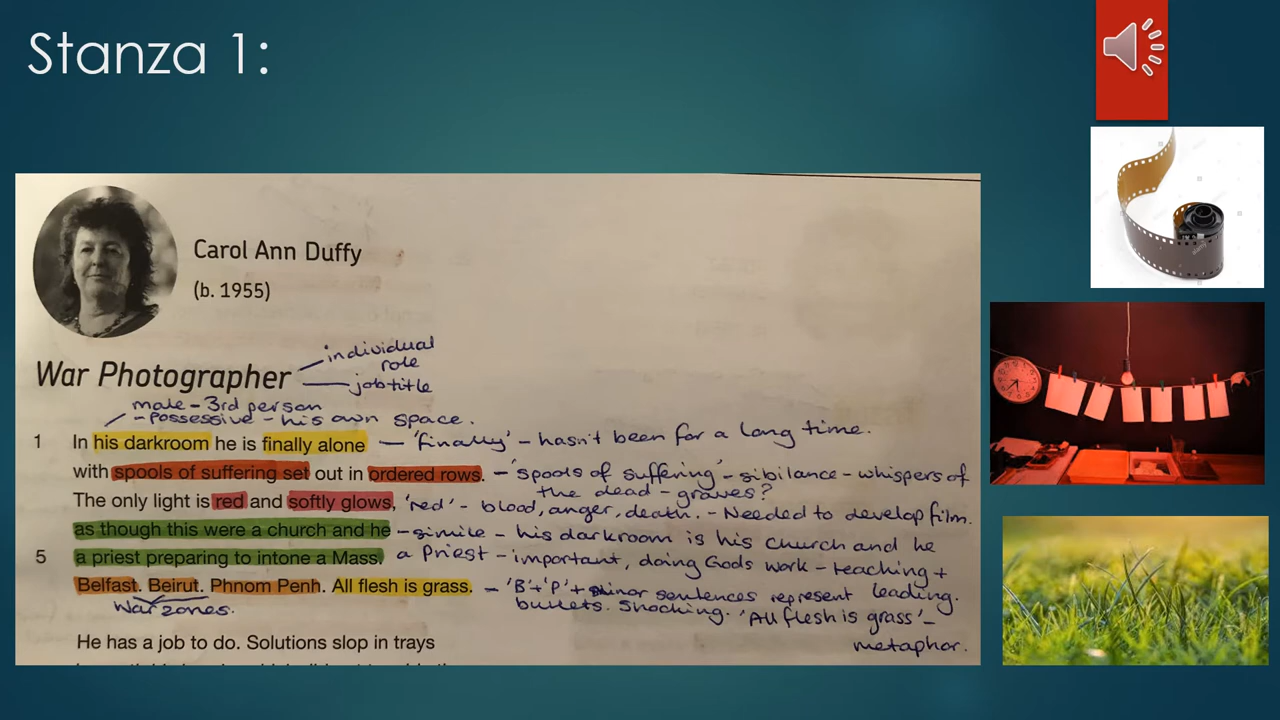 Stanza 1:
Carol Ann Duffy
(b. 1955)
War Photographer
individual
role
job title
male - 3rd person
- possessive - his own space.
1 In his darkroom he is finally alone - 'finally' - hasn't been for a long time.
with spools of suffering set out in ordered rows. - 'spools of suffering' - sibilance - whispers of
the dead - graves?
The only light is red and softly glows, 'red' - blood, anger, death. - Needed to develop film.
as though this were a church and he - simile - his darkroom is his church and he
5 a priest preparing to intone a Mass. a Priest - important, doing Gods work - teaching +
leading.
Belfast. Beirut. Phnom Penh. All flesh is grass. - 'B' + 'P' + minor sentences represent
War zones.
bullets. Shocking. 'All flesh is grass' -
metaphor.
He has a job to do. Solutions slop in trays